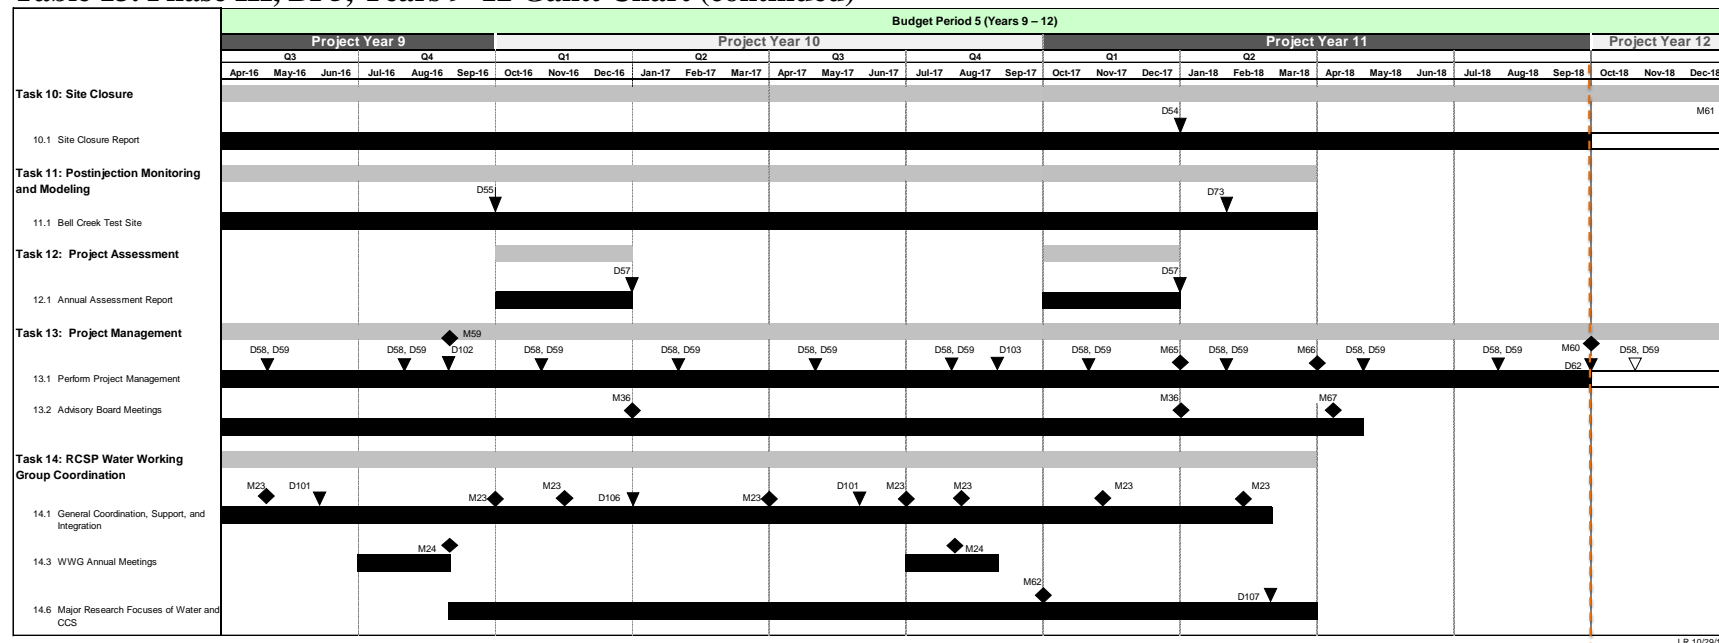 Table 13. Phase III, BP5, Years 9–12 Gantt Chart (continued)
Budget Period 5 (Years 9 – 12)
Project Year 9 Project Year 10 Project Year 11 Project Year 12
Q3 Q4 Q1 Q2 Q3 Q4 Q1 Q2
Apr-16 May-16 Jun-16 Jul-16 Aug-16 Sep-16 Oct-16 Nov-16 Dec-16 Jan-17 Feb-17 Mar-17 Apr-17 May-17 Jun-17 Jul-17 Aug-17 Sep-17 Oct-17 Nov-17 Dec-17 Jan-18 Feb-18 Mar-18 Apr-18 May-18 Jun-18 Jul-18 Aug-18 Sep-18 Oct-18 Nov-18 Dec-18
Task 10: Site Closure
D54 M61
10.1 Site Closure Report
Task 11: Postinjection Monitoring
and Modeling
D55 D73
11.1 Bell Creek Test Site
Task 12: Project Assessment
D57 D57
12.1 Annual Assessment Report
Task 13: Project Management
M59
D58, D59 D58, D59 D102 D58, D59 D58, D59 D58, D59 D58, D59 D103 D58, D59 M65 D58, D59 M66 D58, D59 D58, D59 M60 D58, D59
D62
13.1 Perform Project Management
M36 M36 M67
13.2 Advisory Board Meetings
Task 14: RCSP Water Working
Group Coordination
M23 D101 M23 M23 D106 M23 D101 M23 M23 M23 M23
14.1 General Coordination, Support, and
Integration
M24 M24
14.3 WWG Annual Meetings
M62 D107
14.6 Major Research Focuses of Water and
CCS